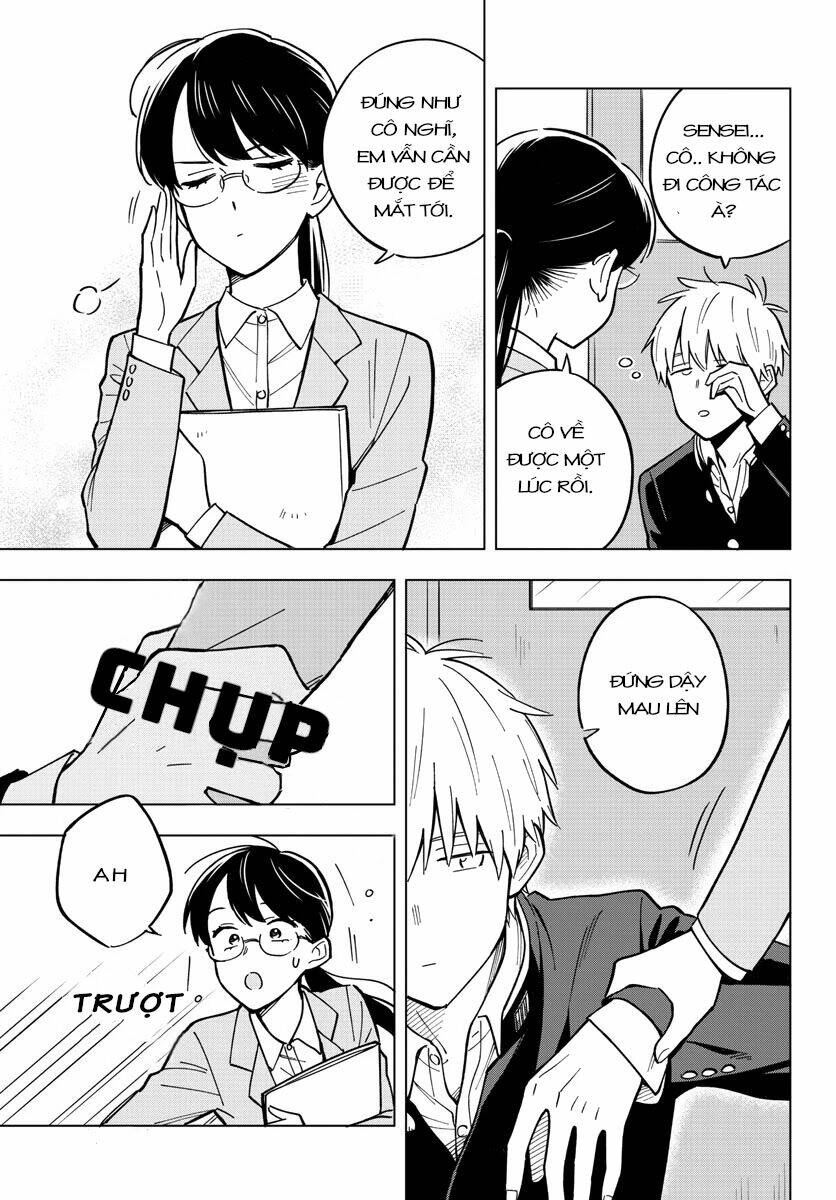 SENSEI...
CÔ.. KHÔNG
ĐI CÔNG TÁC
À?
CÔ VỀ
ĐƯỢC MỘT
LÚC RỒI.
ĐÚNG NHƯ
CÔ NGHĨ,
EM VẪN CẦN
ĐƯỢC ĐỂ
MẮT TỚI.
ĐỨNG DẬY
MAU LÊN
CHỤP
AH
TRƯỢT